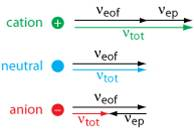 νeof νep
cation +
νtot
νeof
neutral
νtot
νeof
anion −
νtot νep